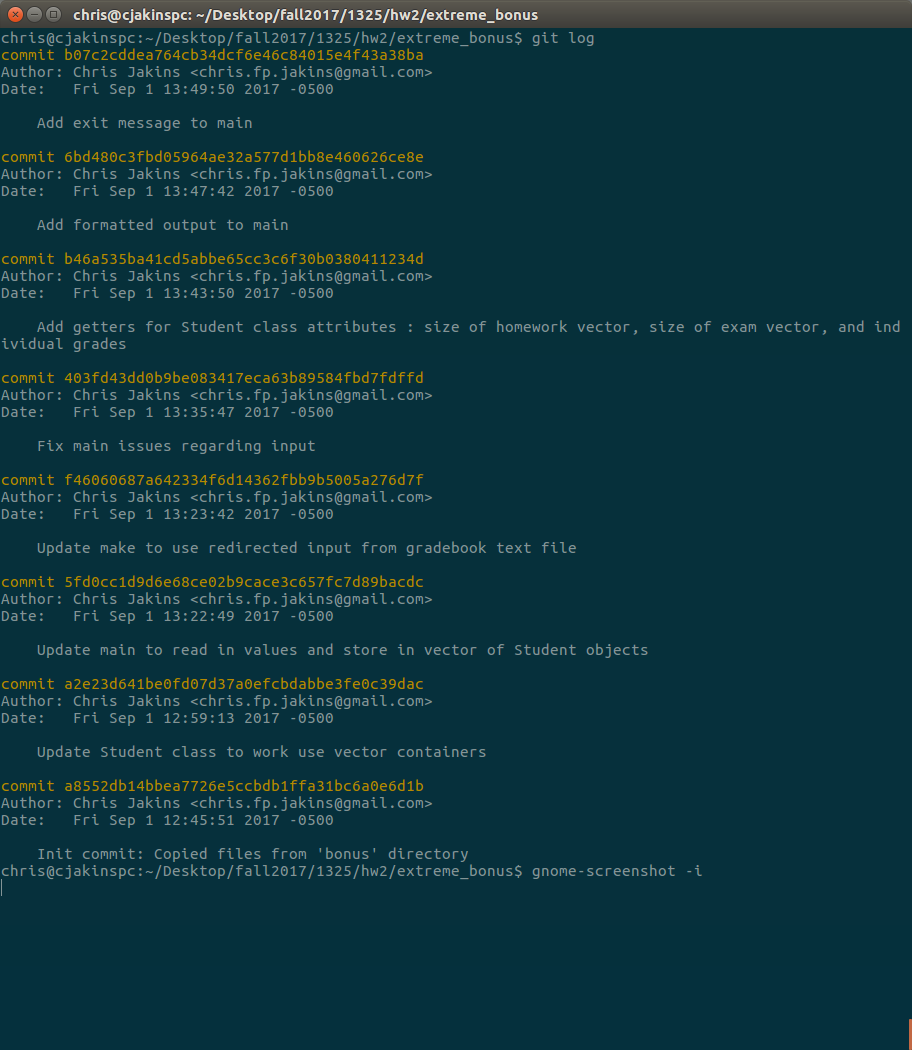 chris@cjakinspc: ~/Desktop/fall2017/1325/hw2/extreme_bonus
chris@cjakinspc:~/Desktop/fall2017/1325/hw2/extreme_bonus$ git log
commit b07c2cddea764cb34dcf6e46c84015e4f43a38ba
Author: Chris Jakins <chris.fp.jakins@gmail.com>
Date:   Fri Sep 1 13:49:50 2017 -0500
    Add exit message to main
commit 6bd480c3fbd05964ae32a577d1bb8e460626ce8e
Author: Chris Jakins <chris.fp.jakins@gmail.com>
Date:   Fri Sep 1 13:47:42 2017 -0500
    Add formatted output to main
commit b46a535ba41cd5abbe65cc3c6f30b0380411234d
Author: Chris Jakins <chris.fp.jakins@gmail.com>
Date:   Fri Sep 1 13:43:50 2017 -0500
    Add getters for Student class attributes : size of homework vector, size of exam vector, and ind
ividual grades
commit 403fd43dd0b9be083417eca63b89584fbd7fdffd
Author: Chris Jakins <chris.fp.jakins@gmail.com>
Date:   Fri Sep 1 13:35:47 2017 -0500
    Fix main issues regarding input
commit f46060687a642334f6d14362fbb9b5005a276d7f
Author: Chris Jakins <chris.fp.jakins@gmail.com>
Date:   Fri Sep 1 13:23:42 2017 -0500
    Update make to use redirected input from gradebook text file
commit 5fd0cc1d9d6e68ce02b9cace3c657fc7d89bacdc
Author: Chris Jakins <chris.fp.jakins@gmail.com>
Date:   Fri Sep 1 13:22:49 2017 -0500
    Update main to read in values and store in vector of Student objects
commit a2e23d641be0fd07d37a0efcbdabbe3fe0c39dac
Author: Chris Jakins <chris.fp.jakins@gmail.com>
Date:   Fri Sep 1 12:59:13 2017 -0500
    Update Student class to work use vector containers
commit a8552db14bbea7726e5ccbdb1ffa31bc6a0e6d1b
Author: Chris Jakins <chris.fp.jakins@gmail.com>
Date:   Fri Sep 1 12:45:51 2017 -0500
    Init commit: Copied files from 'bonus' directory
chris@cjakinspc:~/Desktop/fall2017/1325/hw2/extreme_bonus$ gnome-screenshot -i